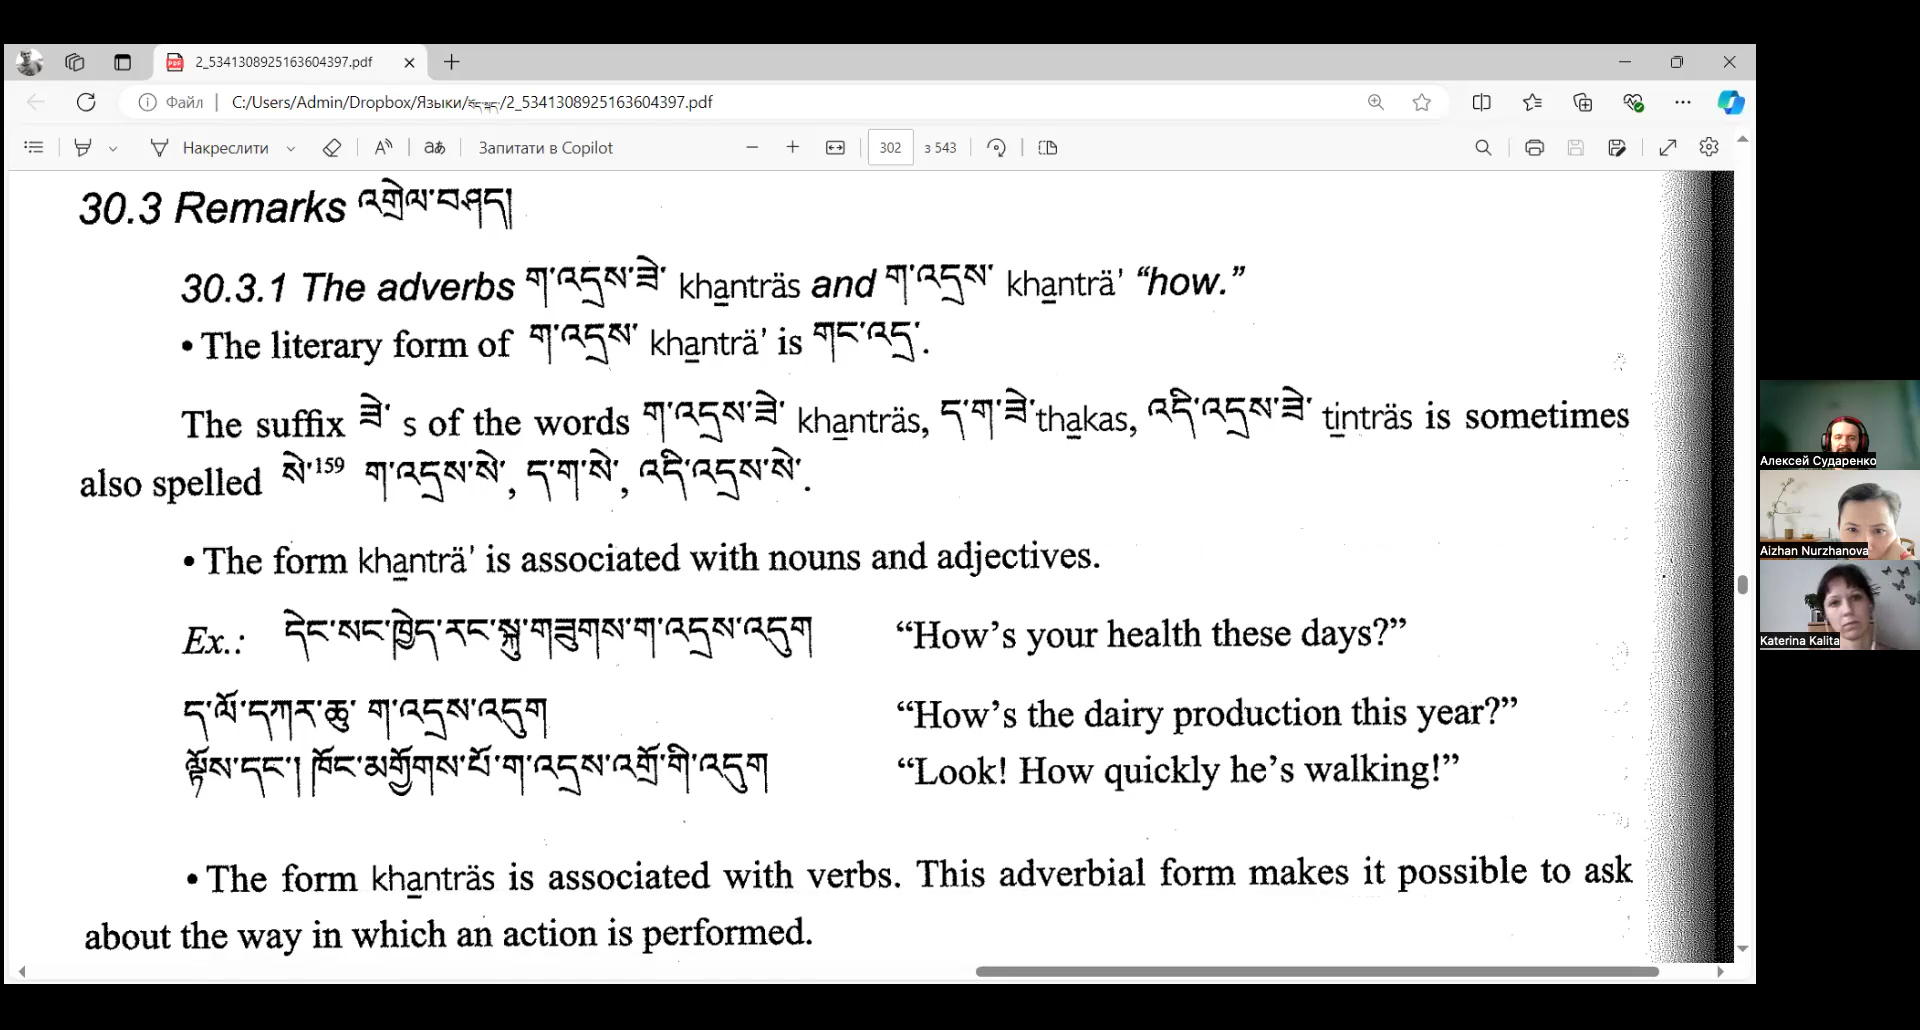 2_5341308925163604397.pdf
Файл
C:/Users/Admin/Dropbox/Языки/
/2_5341308925163604397.pdf
Накреслити
Запитати в Copilot
302
з 543
30.3 Remarks འགྲེལ་བཤད།
30.3.1 The adverbs ག་འདྲས་ཟེ་ khanträs and ག་འདྲས་ khanträ' “how.”
• The literary form of ག་འདྲས་ khanträ' is གང་འདྲ་.
The suffix ཟེ་ s of the words ག་འདྲས་ཟེ་ khanträs, ད་ག་ཟེ་thakas, འདི་འདྲས་ཟེ་ tinträs is sometimes
also spelled སེ་159 ག་འདྲས་སེ་, ད་ག་སེ་, འདི་འདྲས་སེ་.
• The form khanträ' is associated with nouns and adjectives.
Ex.: དེང་སང་ཁྱེད་རང་སྐུ་གཟུགས་ག་འདྲས་འདུག “How’s your health these days?”
ད་ལོ་དཀར་ཆུ་ ག་འདྲས་འདུག “How’s the dairy production this year?”
ལྟོས་དང་། ཁོང་མགྱོགས་པོ་ག་འདྲས་འགྲོ་གི་འདུག “Look! How quickly he’s walking!”
• The form khanträs is associated with verbs. This adverbial form makes it possible to ask
about the way in which an action is performed.
Алексей Сударенко
Aizhan Nurzhanova
Katerina Kalita